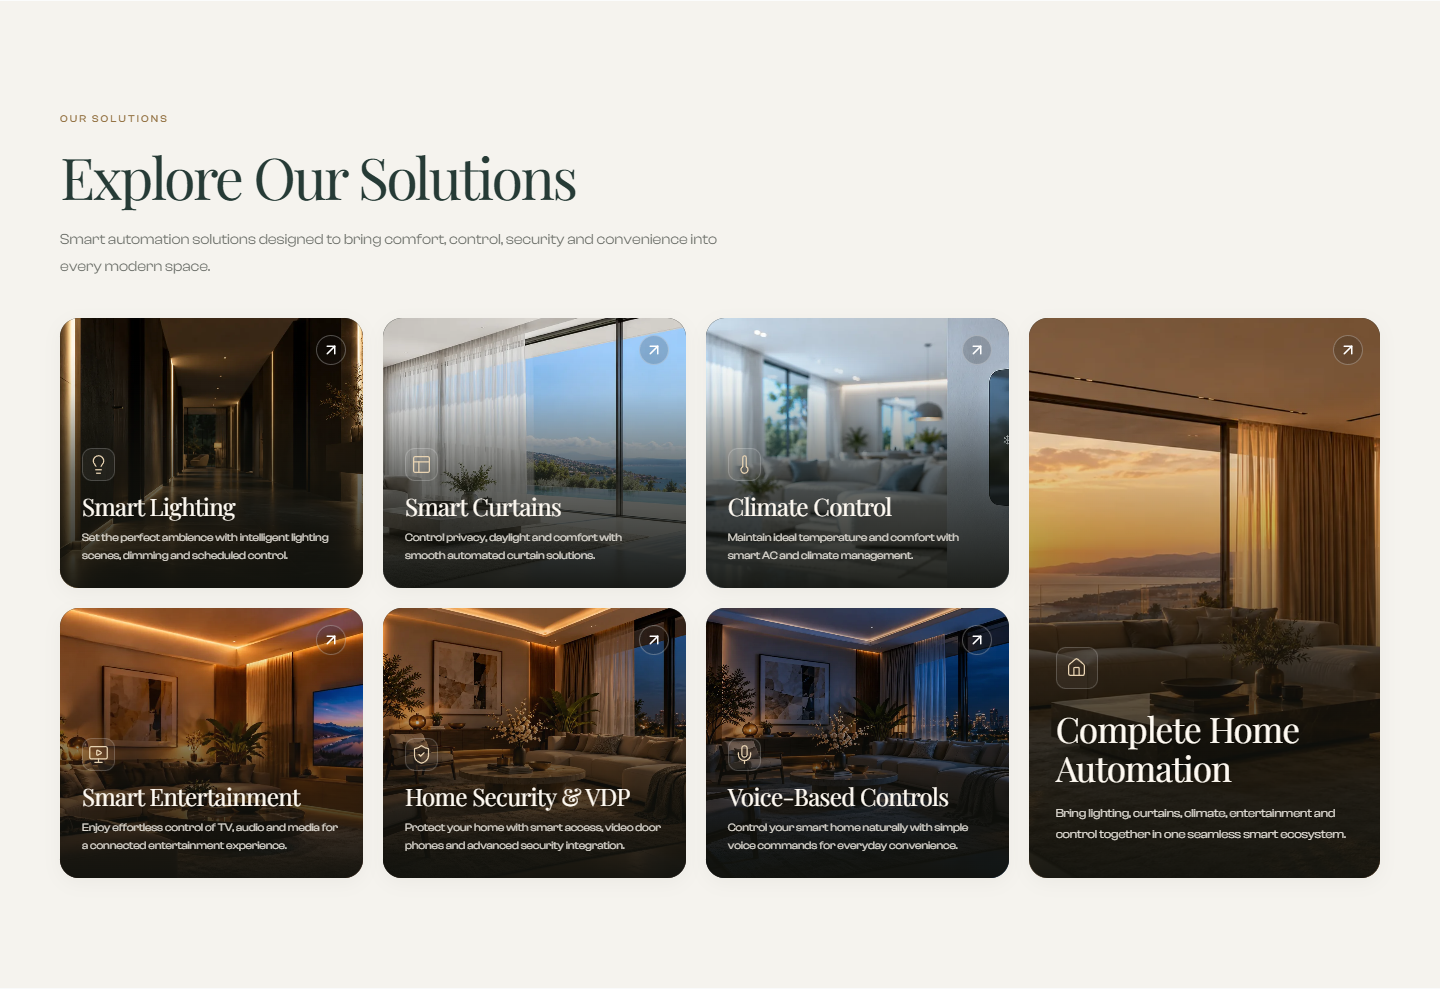 OUR SOLUTIONS
Explore Our Solutions
Smart automation solutions designed to bring comfort, control, security and convenience into
every modern space.
Smart Lighting
Set the perfect ambience with intelligent lighting
scenes, dimming and scheduled control.
Smart Curtains
Control privacy, daylight and comfort with
smooth automated curtain solutions.
Climate Control
Maintain ideal temperature and comfort with
smart AC and climate management.
Smart Entertainment
Enjoy effortless control of TV, audio and media for
a connected entertainment experience.
Home Security & VDP
Protect your home with smart access, video door
phones and advanced security integration.
Voice-Based Controls
Control your smart home naturally with simple
voice commands for everyday convenience.
Complete Home
Automation
Bring lighting, curtains, climate, entertainment and
control together in one seamless smart ecosystem.